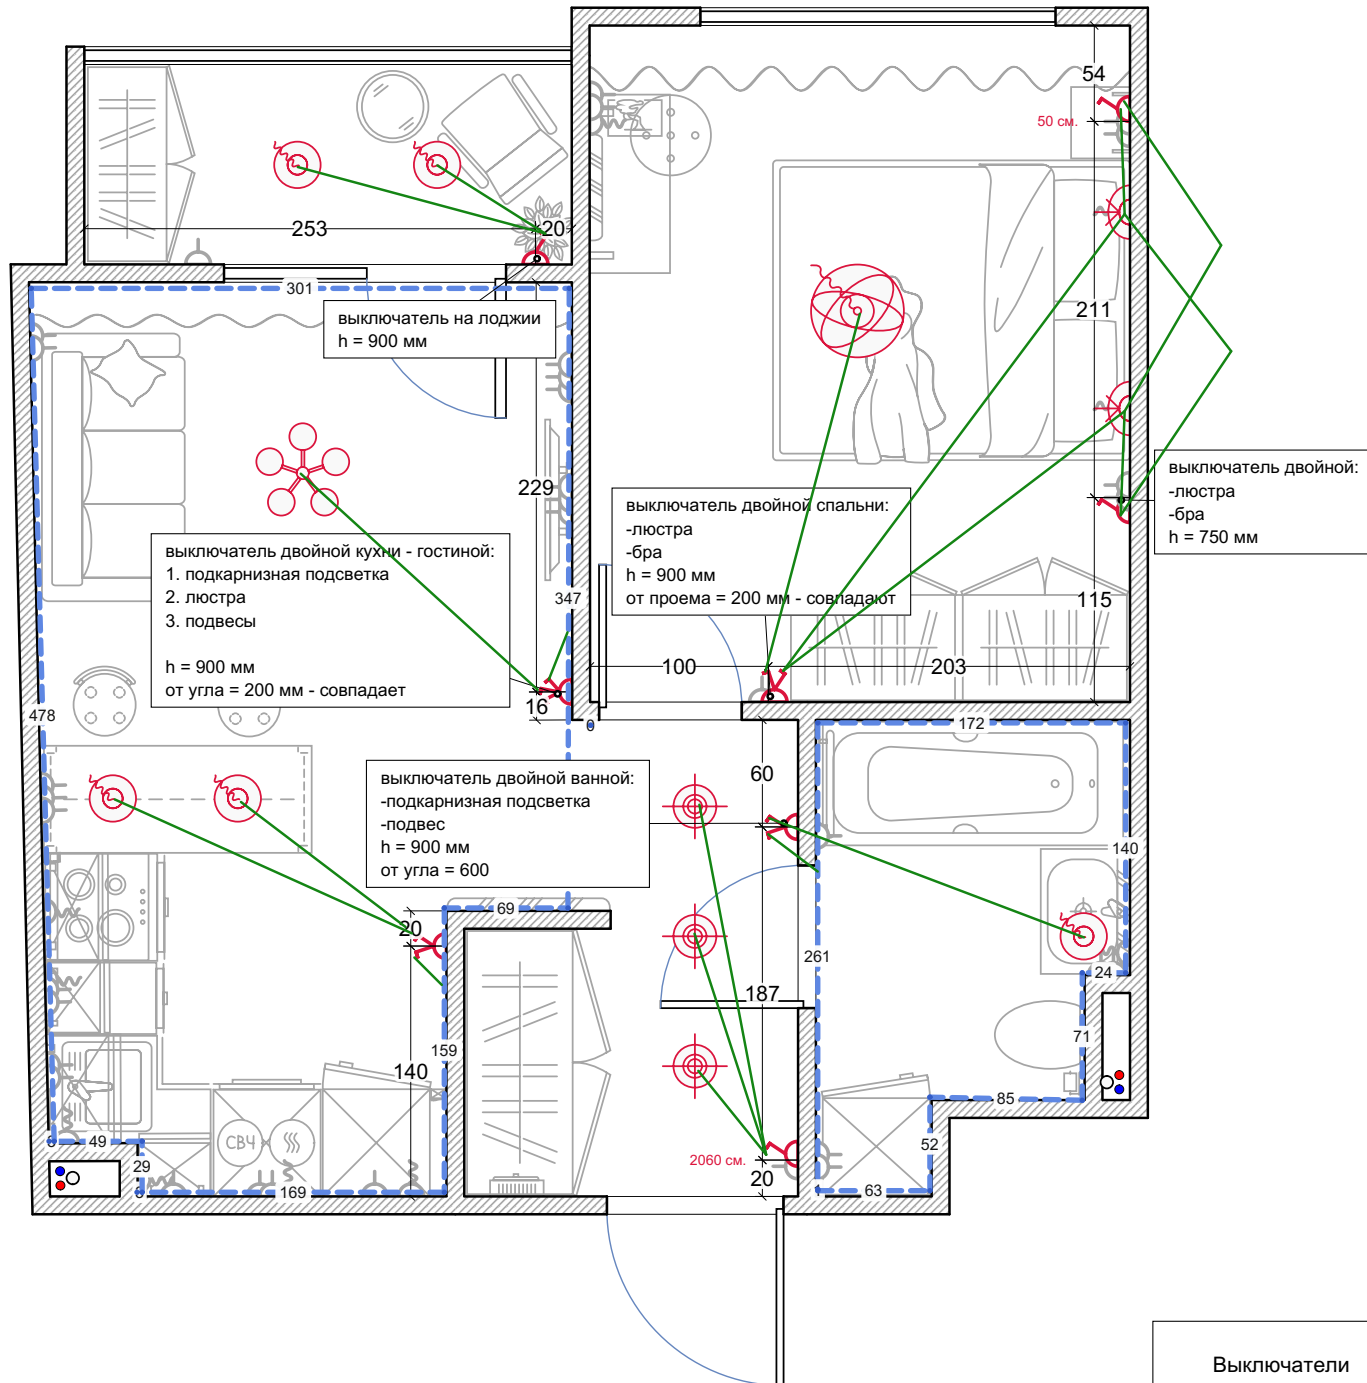 54
50 см.
253
20
301
выключатель на лоджии
h = 900 мм
211
229
выключатель двойной:
-люстра
-бра
h = 750 мм
выключатель двойной спальни:
-люстра
-бра
h = 900 мм
от проема = 200 мм - совпадают
выключатель двойной кухни - гостиной:
1. подкарнизная подсветка
2. люстра
3. подвесы
h = 900 мм
от угла = 200 мм - совпадает
347
115
100
203
478
16
0
172
60
выключатель двойной ванной:
-подкарнизная подсветка
-подвес
h = 900 мм
от угла = 600
140
69
20
261
24
187
71
159
140
85
49
СВЧ
52
29
2060 см.
20
169
63
Выключатели